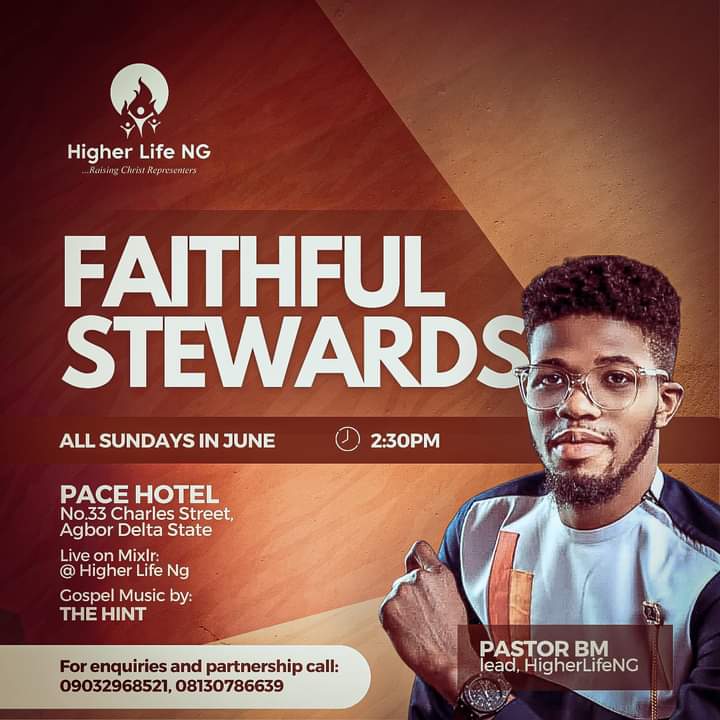 Higher Life NG
...Raising Christ Representers
FAITHFUL
STEWARDS
ALL SUNDAYS IN JUNE
2:30PM
PACE HOTEL
No.33 Charles Street,
Agbor Delta State
Live on Mixlr:
@ Higher Life Ng
Gospel Music by:
THE HINT
For enquiries and partnership call:
09032968521, 08130786639
PASTOR BM
lead, HigherLifeNG